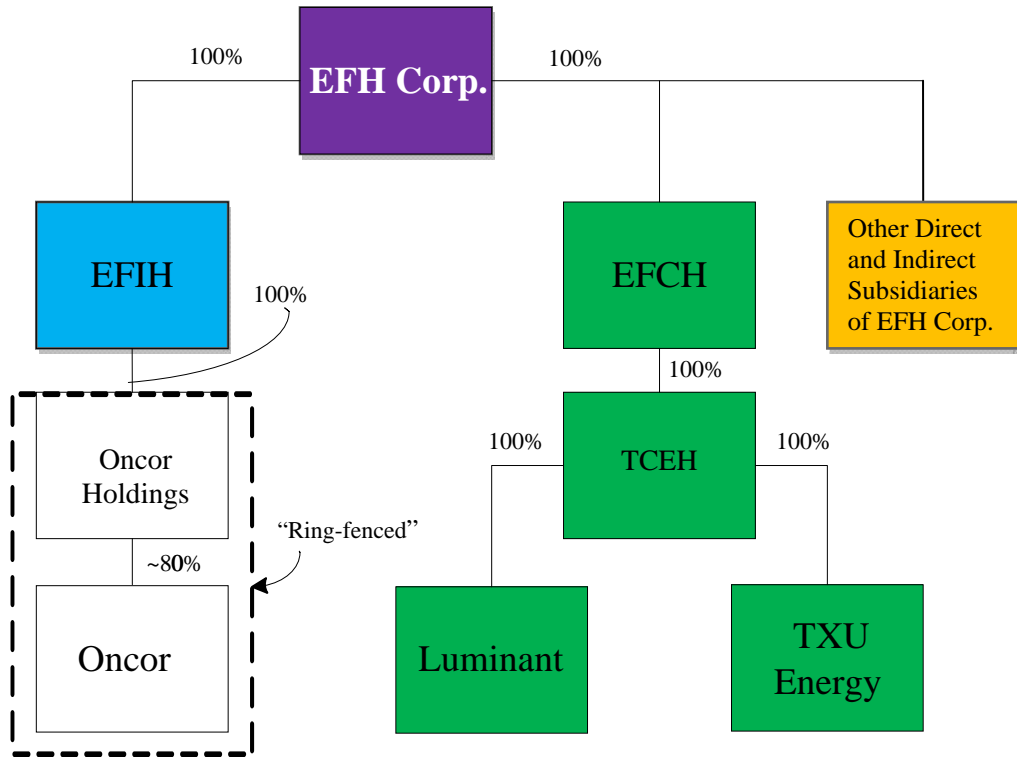 100%
100%
EFH Corp.
EFIH
EFCH
Other Direct
and Indirect
Subsidiaries
of EFH Corp.
100%
100%
Oncor
Holdings
TCEH
100%
100%
“Ring-fenced”
~80%
Oncor
Luminant
TXU
Energy